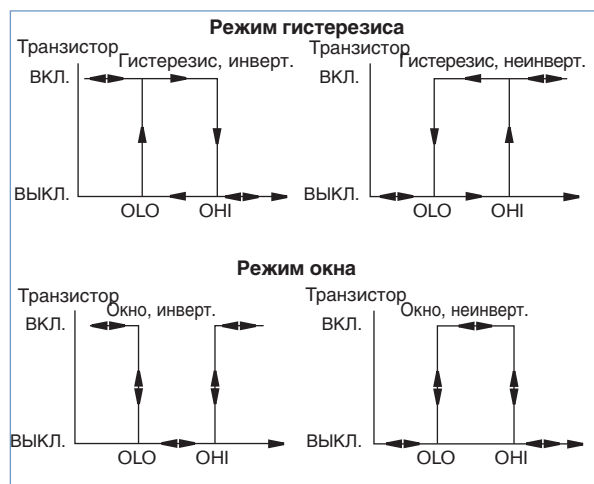 Режим гистерезиса
Транзистор
Гистерезис, инверт.
ВКЛ.
ВЫКЛ.
OLO
OHI
Транзистор
Гистерезис, неинверт.
ВКЛ.
ВЫКЛ.
OLO
OHI
Режим окна
Транзистор
Окно, инверт.
ВКЛ.
ВЫКЛ.
OLO
OHI
Транзистор
Окно, неинверт.
ВКЛ.
ВЫКЛ.
OLO
OHI